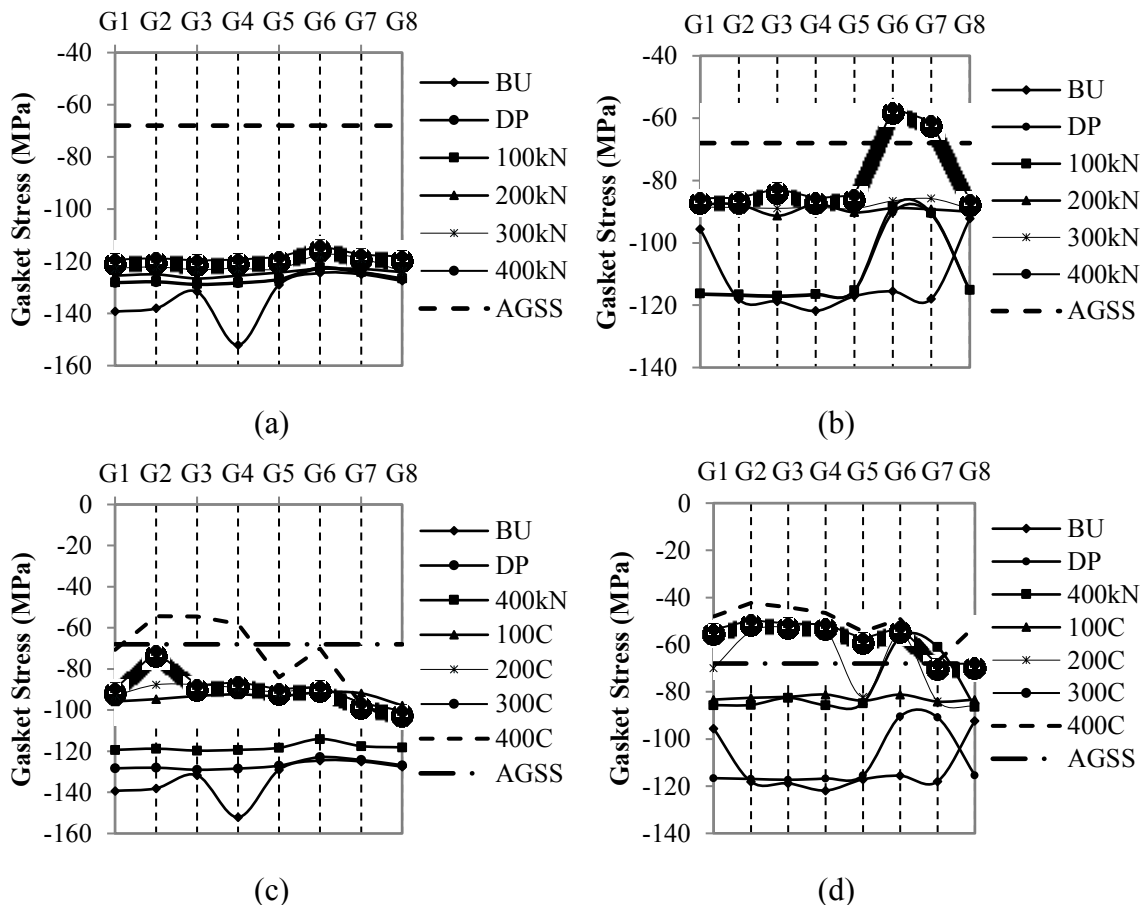 G1 G2 G3 G4 G5 G6 G7 G8
Gasket Stress (MPa)
-40
-60
-80
-100
-120
-140
-160
BU
DP
100kN
200kN
300kN
400kN
AGSS
(a)
G1 G2 G3 G4 G5 G6 G7 G8
Gasket Stress (MPa)
-40
-60
-80
-100
-120
-140
BU
DP
100kN
200kN
300kN
400kN
AGSS
(b)
G1 G2 G3 G4 G5 G6 G7 G8
Gasket Stress (MPa)
0
-20
-40
-60
-80
-100
-120
-140
-160
BU
DP
400kN
100C
200C
300C
400C
AGSS
(c)
G1 G2 G3 G4 G5 G6 G7 G8
Gasket Stress (MPa)
0
-20
-40
-60
-80
-100
-120
-140
BU
DP
400kN
100C
200C
300C
400C
AGSS
(d)